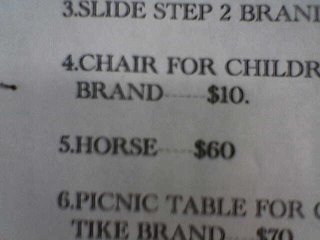 3.SLIDE STEP 2 BRAND
4.CHAIR FOR CHILDR
BRAND------$10.
5.HORSE-----$60
6.PICNIC TABLE FOR
TIKE BRAND----$70